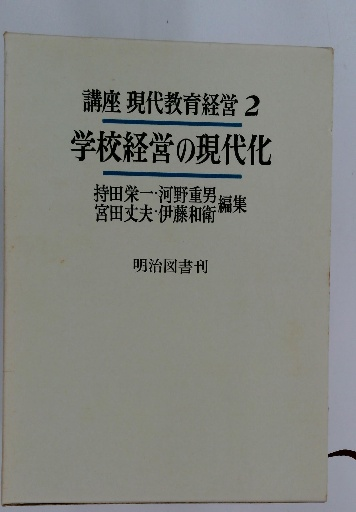 講座 現代教育経営 2
学校経営の現代化
持田栄一・河野重男
宮田丈夫・伊藤和衛
編集
明治図書刊